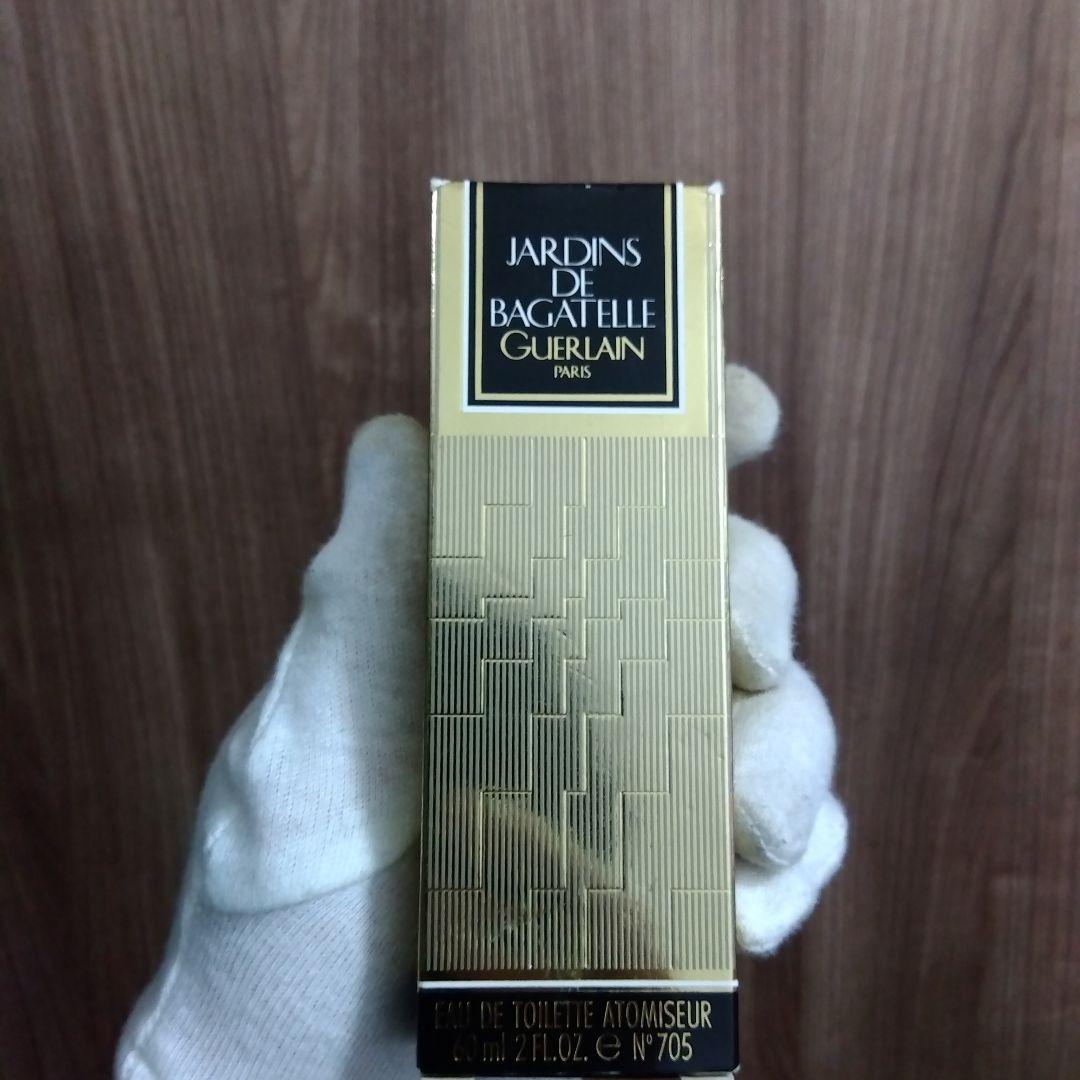 JARDINS
DE
BAGATELLE
GUERLAIN
PARIS
EAU DE TOILETTE ATOMISEUR
60 ml 2 FL.OZ. e N° 705